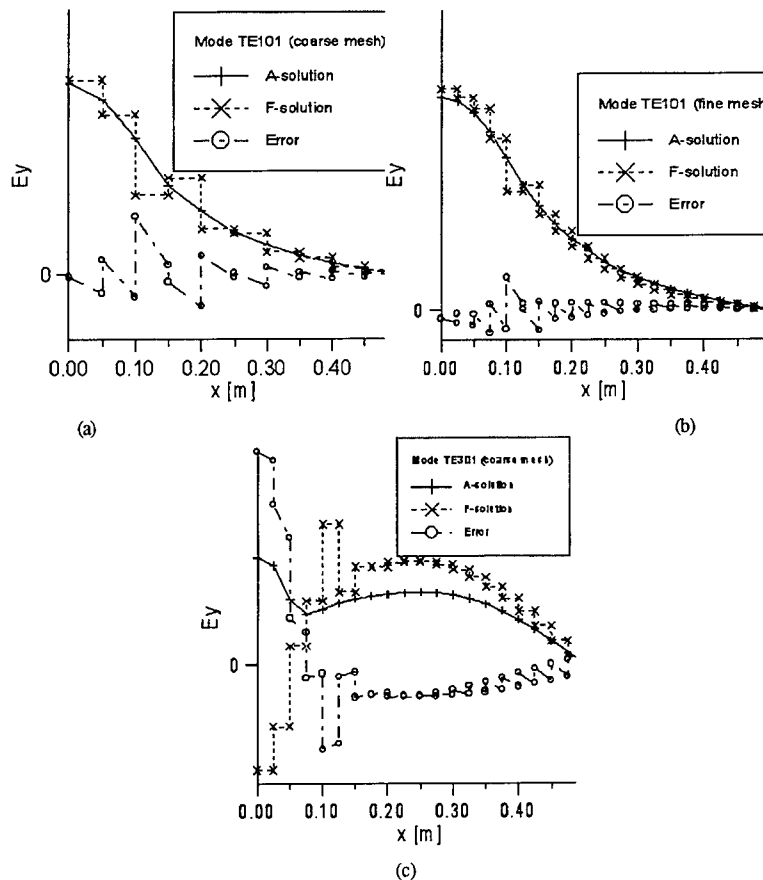 Mode TE101 (coarse mesh)
A-solution
F-solution
Error
Ey
0
0.00 0.10 0.20 0.30 0.40
x [m]
(a)
Mode TE101 (fine mesh
A-solution
F-solution
Error
Ey
0
0.00 0.10 0.20 0.30 0.40
x [m]
(b)
Mode TE301 (coarse mesh)
A-solution
F-solution
Error
Ey
0
0.00 0.10 0.20 0.30 0.40
x [m]
(c)